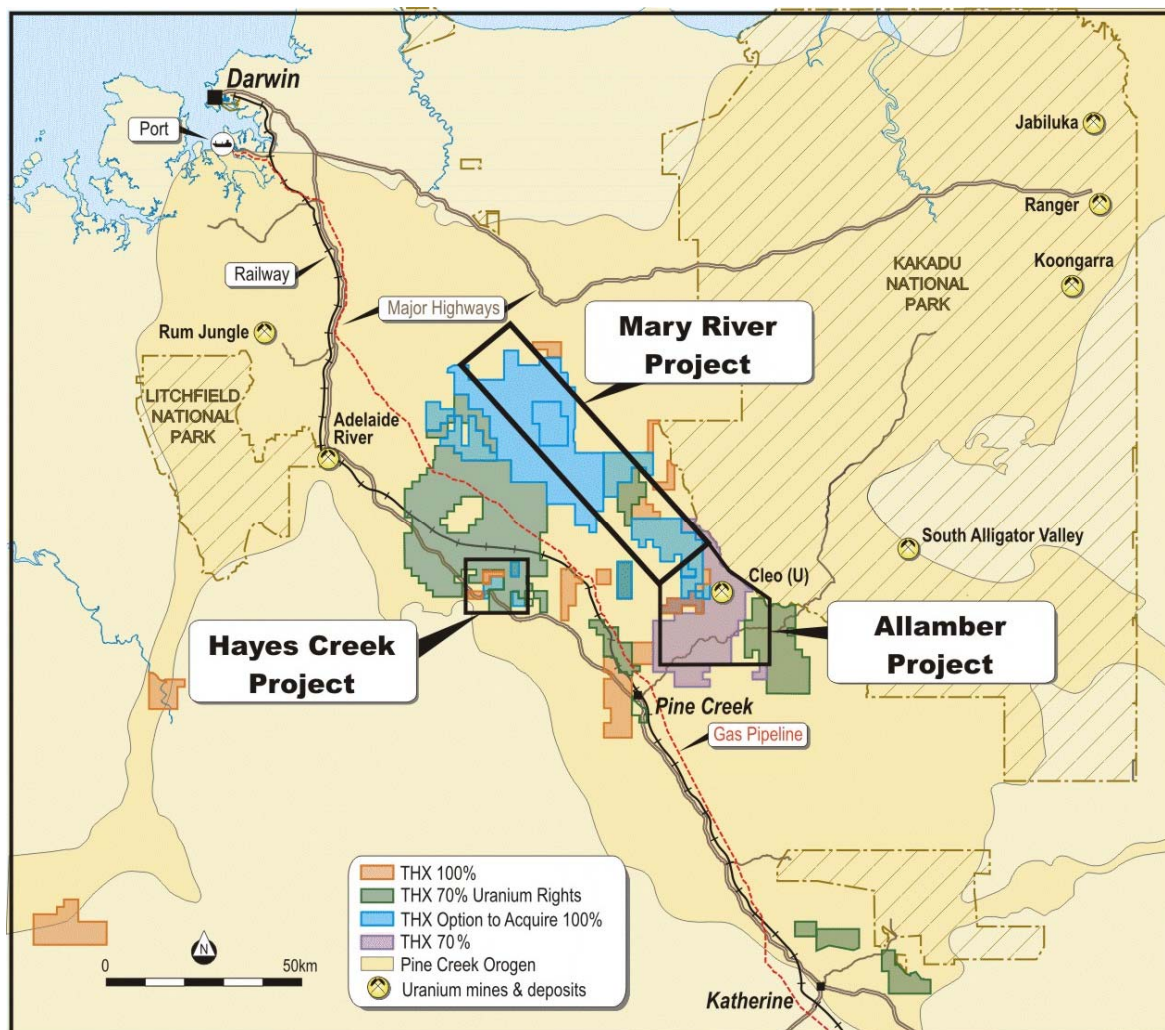 Darwin
Port
Jabiluka
Ranger
Koongarra
KAKADU
NATIONAL
PARK
Railway
Major Highways
Rum Jungle
Mary River
Project
LITCHFIELD
NATIONAL
PARK
Adelaide
River
South Alligator Valley
Cleo (U)
Hayes Creek
Project
Allamber
Project
Pine Creek
Gas Pipeline
THX 100%
THX 70% Uranium Rights
THX Option to Acquire 100%
THX 70%
Pine Creek Orogen
Uranium mines & deposits
N
0 50km
Katherine